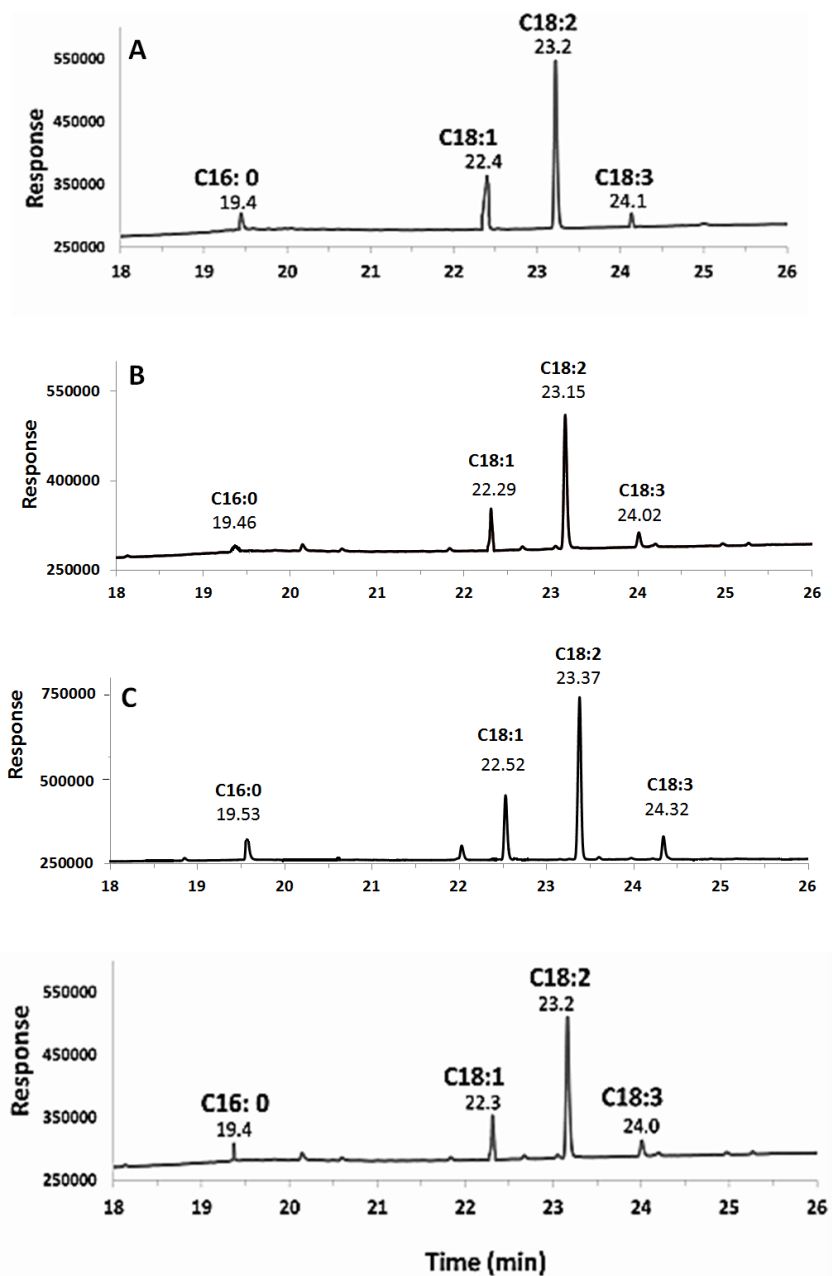 A
C18:2
23.2
C18:1
22.4
C16: 0
19.4
C18:3
24.1
Response
550000
450000
350000
250000
18 19 20 21 22 23 24 25 26
B
C18:2
23.15
C18:1
22.29
C16:0
19.46
C18:3
24.02
Response
550000
400000
250000
18 19 20 21 22 23 24 25 26
C
C18:2
23.37
C18:1
22.52
C16:0
19.53
C18:3
24.32
Response
750000
500000
250000
18 19 20 21 22 23 24 25 26
C18:2
23.2
C18:1
22.3
C16: 0
19.4
C18:3
24.0
Response
550000
450000
350000
250000
18 19 20 21 22 23 24 25 26
Time (min)